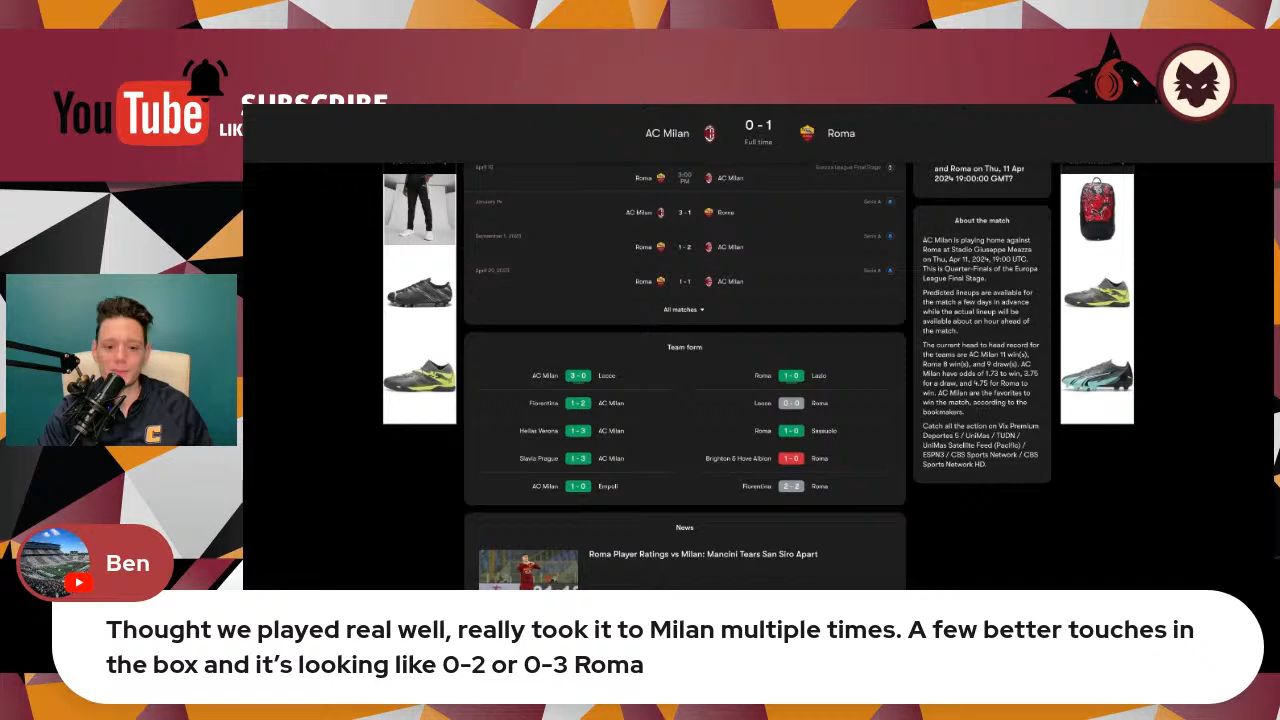 YouTube
SUBSCRIBE
LIK
AC Milan 0 - 1 Roma
Full time
April 18 Europa League Final Stage
Roma 3:00 PM AC Milan
January 14 Serie A
AC Milan 3 - 1 Roma
September 1, 2023 Serie A
Roma 1 - 2 AC Milan
April 29, 2023 Serie A
Roma 1 - 1 AC Milan
All matches
Team form
AC Milan 3 - 0 Lecce
Fiorentina 1 - 2 AC Milan
Hellas Verona 1 - 3 AC Milan
Slavia Prague 1 - 3 AC Milan
AC Milan 1 - 0 Empoli
Roma 1 - 0 Lazio
Lecce 0 - 0 Roma
Roma 1 - 0 Sassuolo
Brighton & Hove Albion 1 - 0 Roma
Fiorentina 2 - 2 Roma
News
Roma Player Ratings vs Milan: Mancini Tears San Siro Apart
and Roma on Thu, 11 Apr
2024 19:00:00 GMT?
About the match
AC Milan is playing home against
Roma at Stadio Giuseppe Meazza
on Thu, Apr 11, 2024, 19:00 UTC.
This is Quarter-Finals of the Europa
League Final Stage.
Predicted lineups are available for
the match a few days in advance
while the actual lineup will be
available about an hour ahead of
the match.
The current head to head record for
the teams are AC Milan 11 win(s),
Roma 8 win(s), and 9 draw(s). AC
Milan have odds of 1.73 to win, 3.75
for a draw, and 4.75 for Roma to
win. AC Milan are the favorites to
win the match, according to the
bookmakers.
Catch all the action on Vix Premium
Deportes 5 / UniMas / TUDN /
UniMas Satellite Feed (Pacific) /
ESPN3 / CBS Sports Network / CBS
Sports Network HD.
C
Ben
Thought we played real well, really took it to Milan multiple times. A few better touches in
the box and it's looking like 0-2 or 0-3 Roma